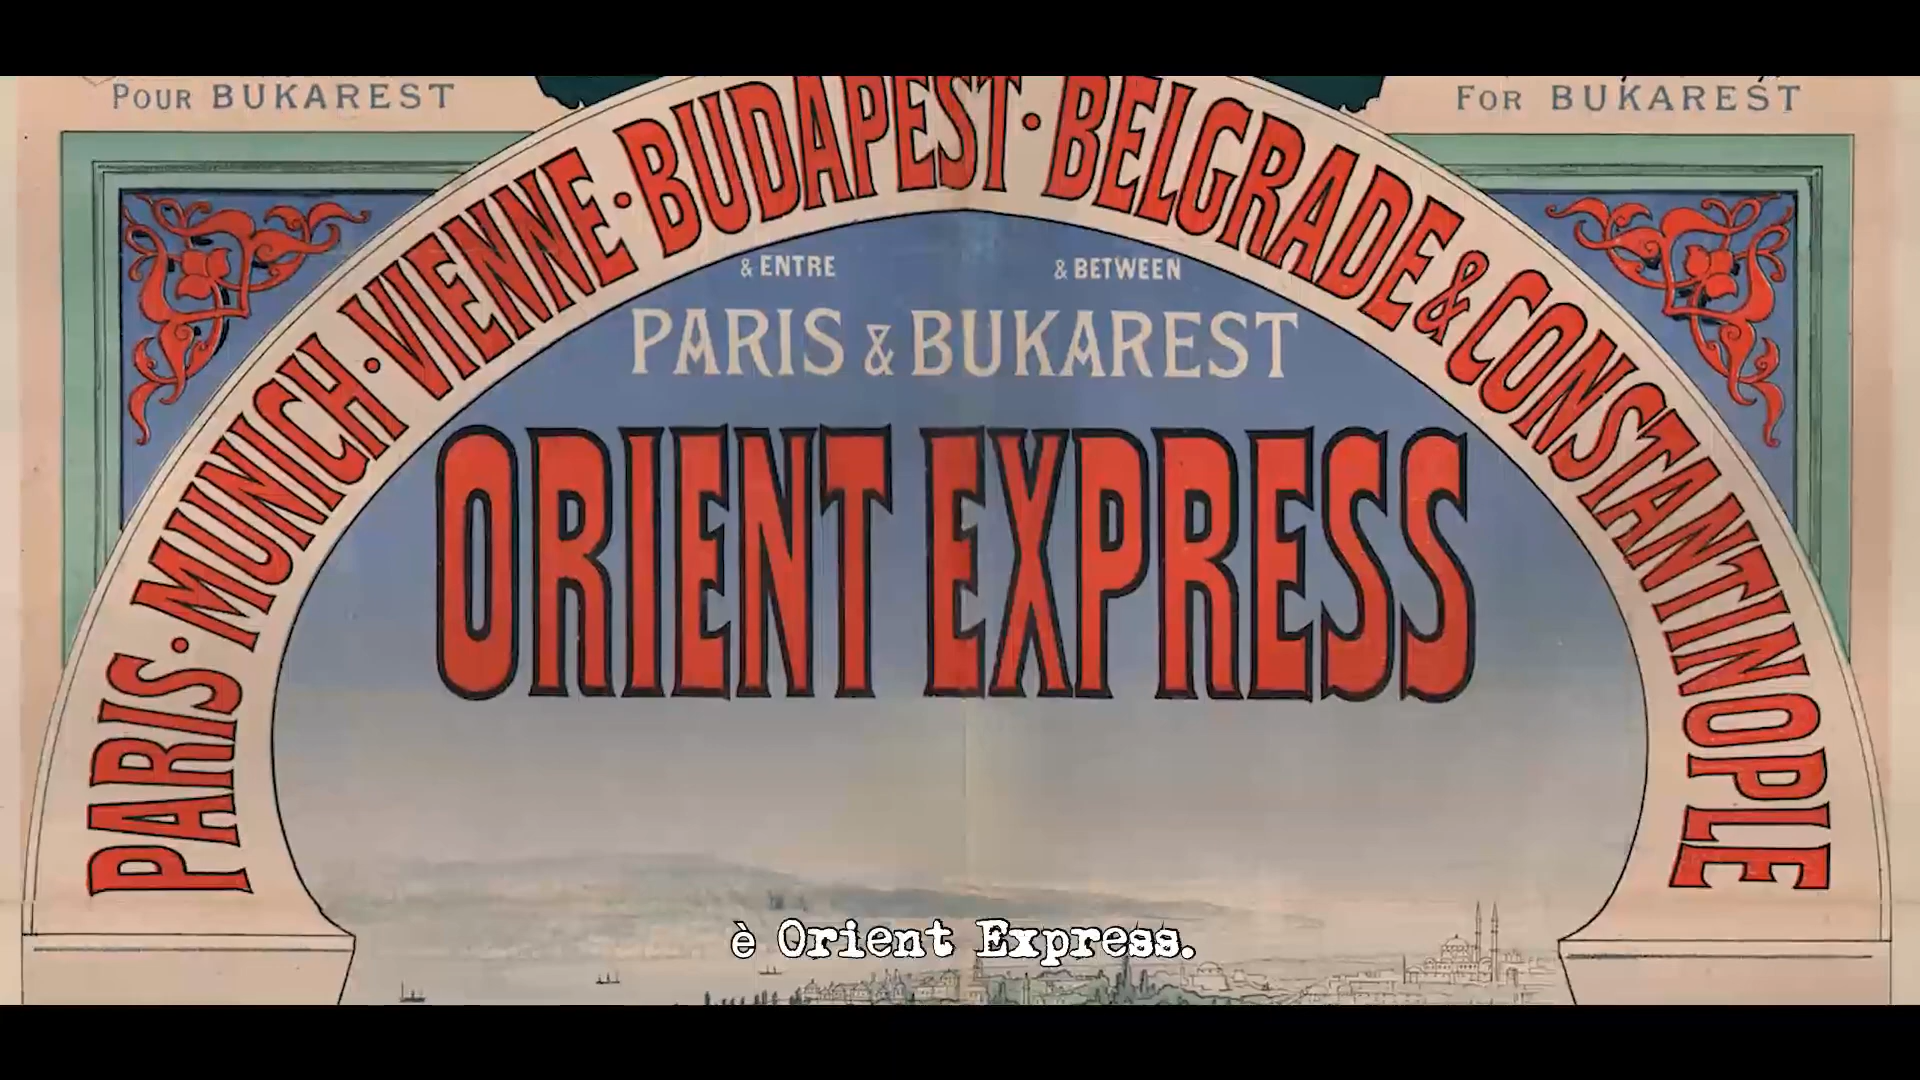 POUR BUKAREST
FOR BUKAREST
PARIS · MUNICH · VIENNE · BUDAPEST · BELGRADE & CONSTANTINOPLE
& ENTRE
& BETWEEN
PARIS & BUKAREST
ORIENT EXPRESS
è Orient Express.